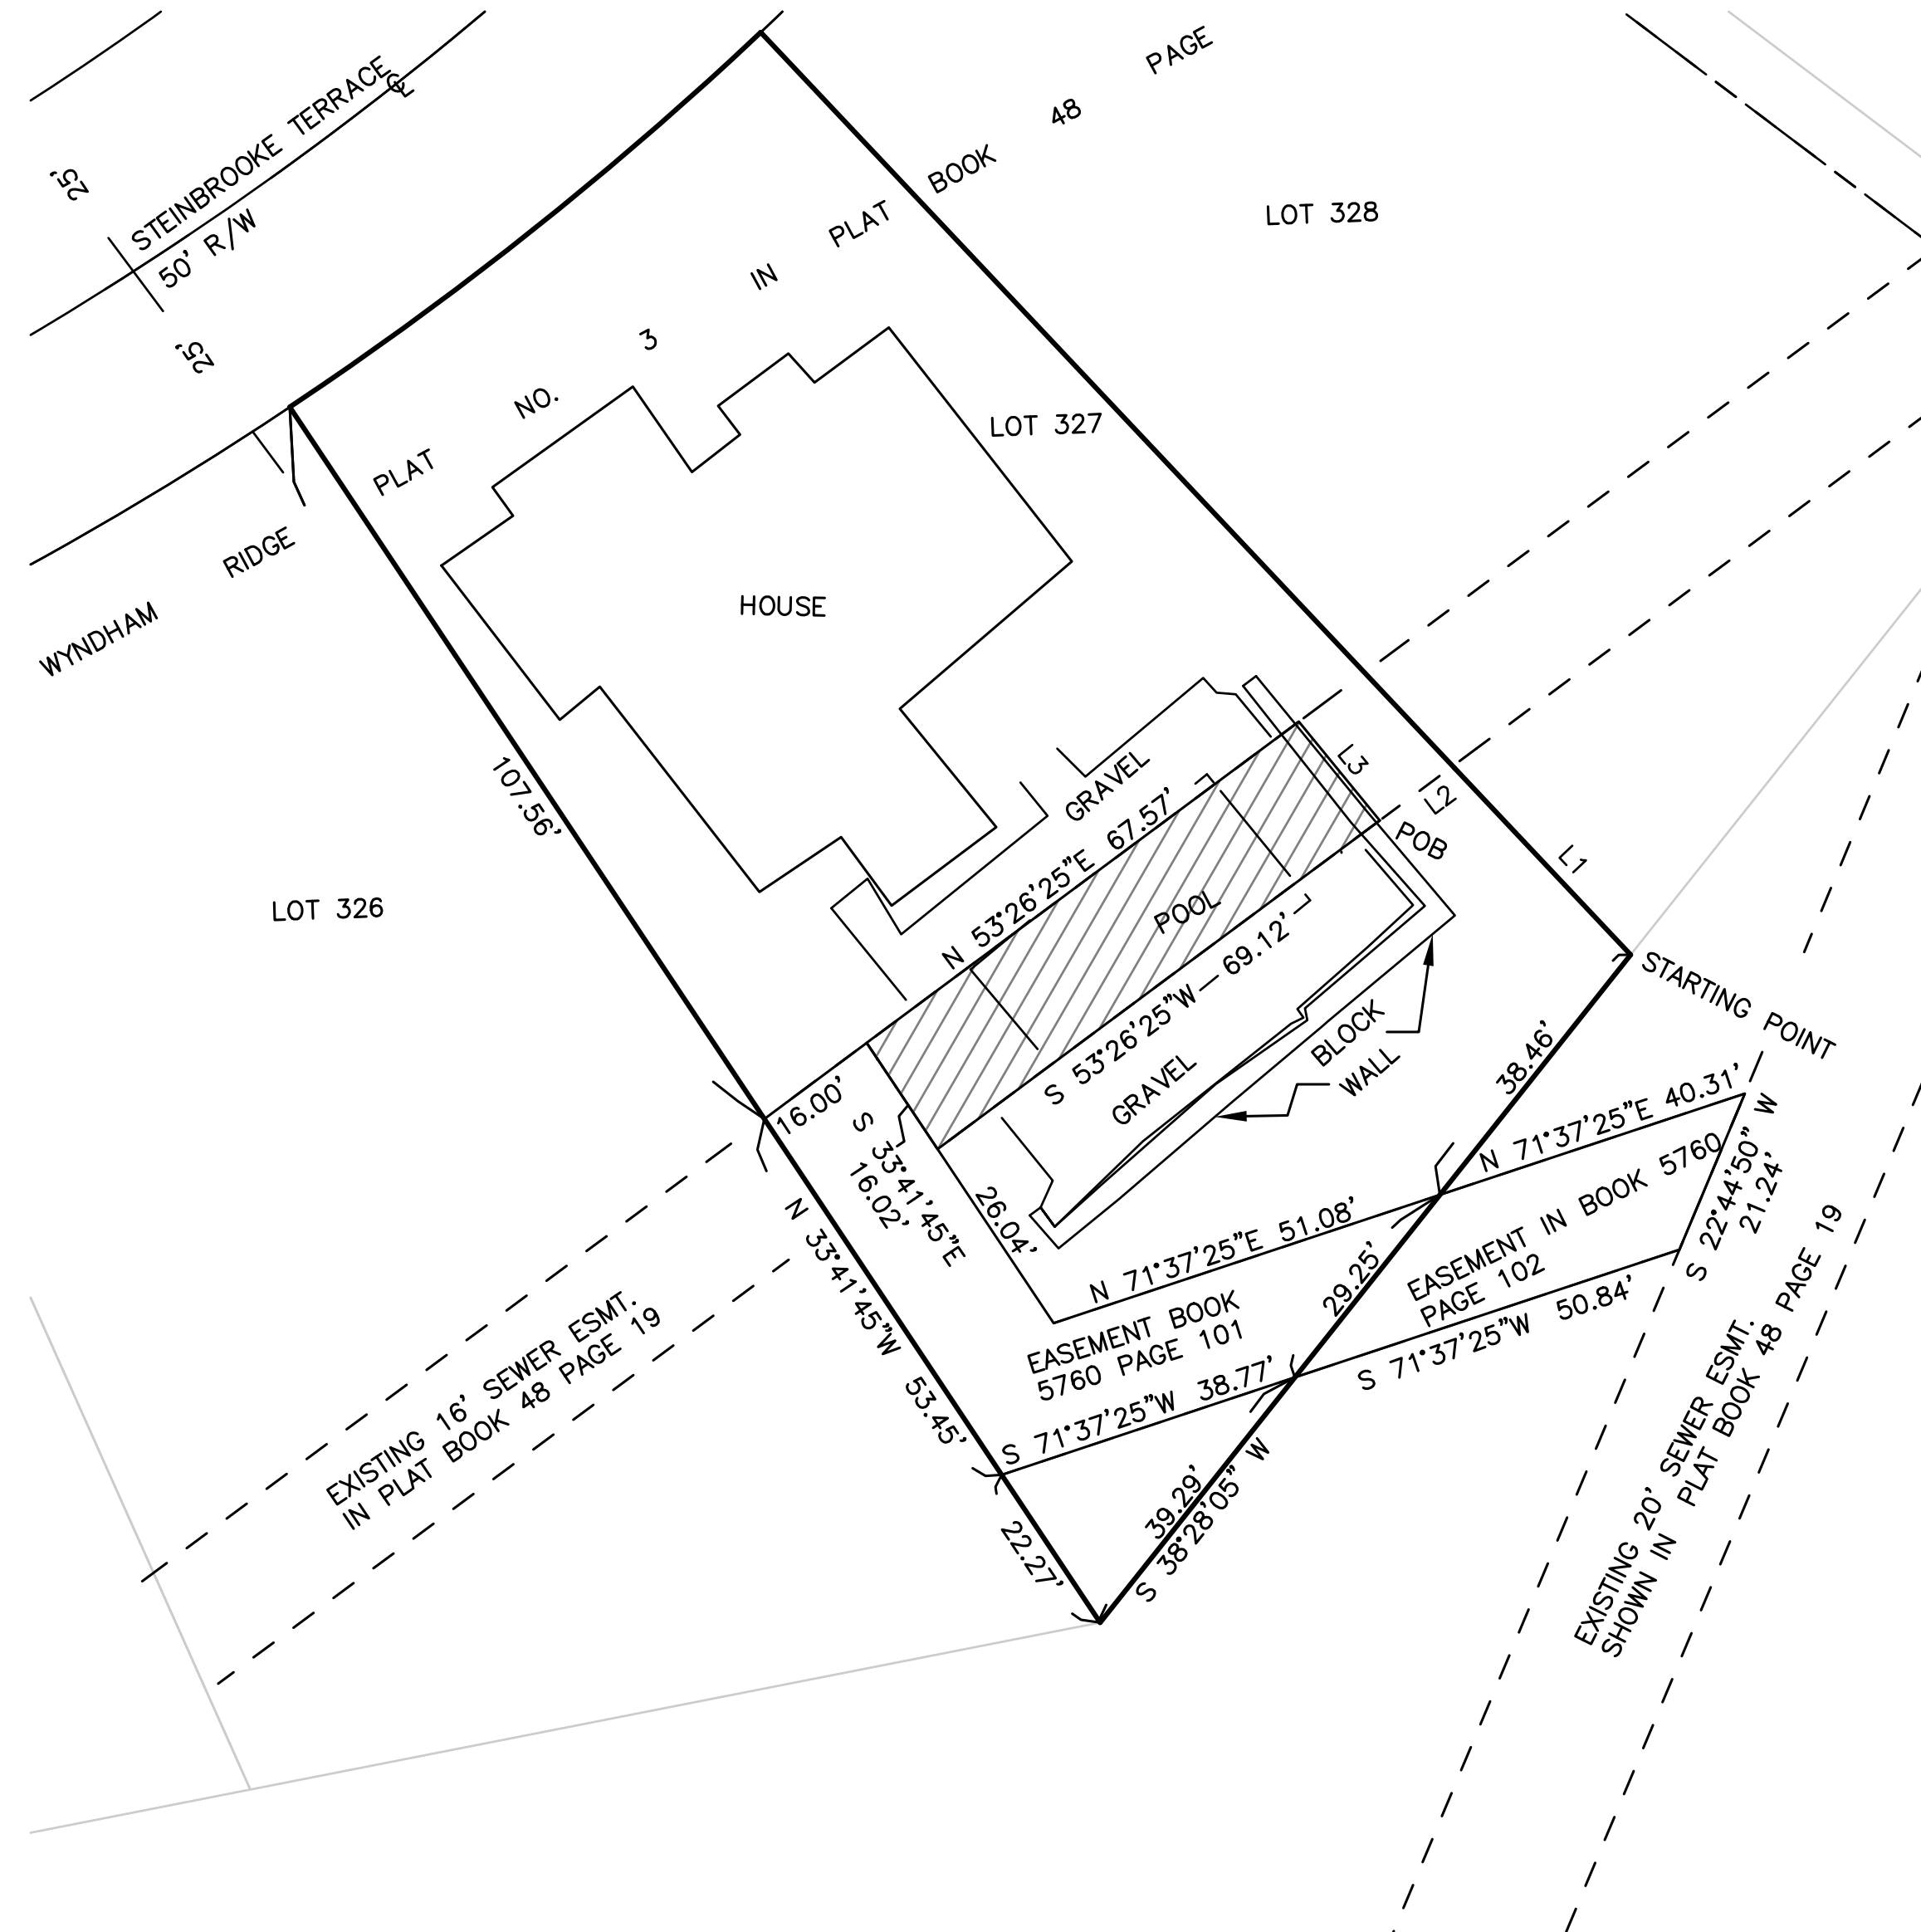 STEINBROOKE TERRACE
℄
50' R/W
25'
25'
WYNDHAM RIDGE PLAT NO. 3 IN PLAT BOOK 48 PAGE
LOT 328
LOT 327
HOUSE
LOT 326
107.56'
GRAVEL
N 53°26'25"E 67.57'
L3
L2
POB
L1
POOL
S 53°26'25"W 69.12'
STARTING POINT
GRAVEL
BLOCK
WALL
38.46'
16.00'
S 33°41'45"E
16.02'
26.04'
N 33°41'45"W 53.45'
N 71°37'25"E 51.08'
N 71°37'25"E 40.31'
S 22°44'50" W
21.24'
29.25'
EASEMENT IN BOOK 5760
PAGE 102
S 71°37'25"W 50.84'
EASEMENT BOOK
5760 PAGE 101
S 71°37'25"W 38.77'
EXISTING 16' SEWER ESMT.
IN PLAT BOOK 48 PAGE 19
39.29'
S 38°28'05" W
22.27'
EXISTING 20' SEWER ESMT.
SHOWN IN PLAT BOOK 48 PAGE 19